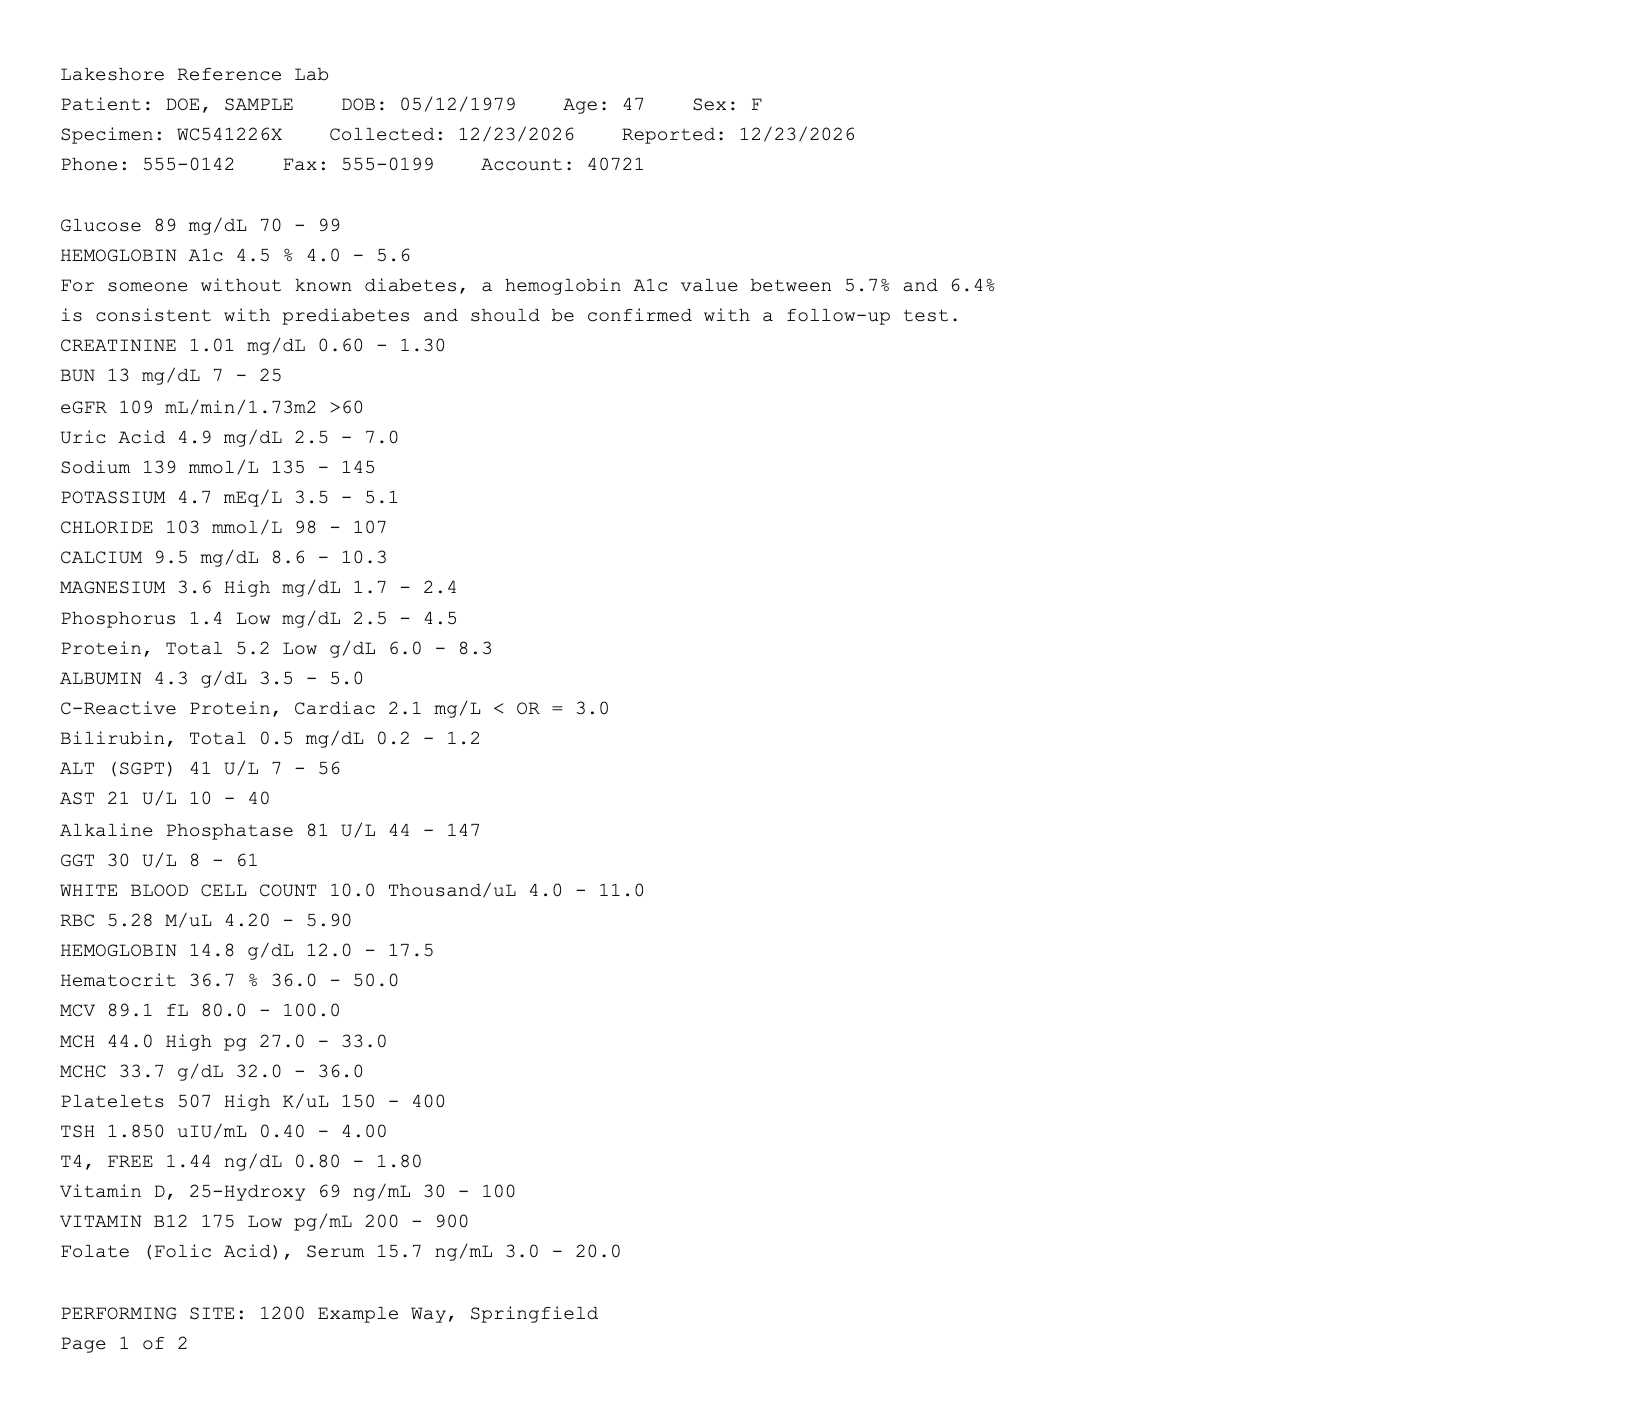 Lakeshore Reference Lab
Patient: DOE, SAMPLE    DOB: 05/12/1979    Age: 47    Sex: F
Specimen: WC541226X    Collected: 12/23/2026    Reported: 12/23/2026
Phone: 555-0142    Fax: 555-0199    Account: 40721
Glucose 89 mg/dL 70 - 99
HEMOGLOBIN A1c 4.5 % 4.0 - 5.6
For someone without known diabetes, a hemoglobin A1c value between 5.7% and 6.4%
is consistent with prediabetes and should be confirmed with a follow-up test.
CREATININE 1.01 mg/dL 0.60 - 1.30
BUN 13 mg/dL 7 - 25
eGFR 109 mL/min/1.73m2 >60
Uric Acid 4.9 mg/dL 2.5 - 7.0
Sodium 139 mmol/L 135 - 145
POTASSIUM 4.7 mEq/L 3.5 - 5.1
CHLORIDE 103 mmol/L 98 - 107
CALCIUM 9.5 mg/dL 8.6 - 10.3
MAGNESIUM 3.6 High mg/dL 1.7 - 2.4
Phosphorus 1.4 Low mg/dL 2.5 - 4.5
Protein, Total 5.2 Low g/dL 6.0 - 8.3
ALBUMIN 4.3 g/dL 3.5 - 5.0
C-Reactive Protein, Cardiac 2.1 mg/L < OR = 3.0
Bilirubin, Total 0.5 mg/dL 0.2 - 1.2
ALT (SGPT) 41 U/L 7 - 56
AST 21 U/L 10 - 40
Alkaline Phosphatase 81 U/L 44 - 147
GGT 30 U/L 8 - 61
WHITE BLOOD CELL COUNT 10.0 Thousand/uL 4.0 - 11.0
RBC 5.28 M/uL 4.20 - 5.90
HEMOGLOBIN 14.8 g/dL 12.0 - 17.5
Hematocrit 36.7 % 36.0 - 50.0
MCV 89.1 fL 80.0 - 100.0
MCH 44.0 High pg 27.0 - 33.0
MCHC 33.7 g/dL 32.0 - 36.0
Platelets 507 High K/uL 150 - 400
TSH 1.850 uIU/mL 0.40 - 4.00
T4, FREE 1.44 ng/dL 0.80 - 1.80
Vitamin D, 25-Hydroxy 69 ng/mL 30 - 100
VITAMIN B12 175 Low pg/mL 200 - 900
Folate (Folic Acid), Serum 15.7 ng/mL 3.0 - 20.0
PERFORMING SITE: 1200 Example Way, Springfield
Page 1 of 2